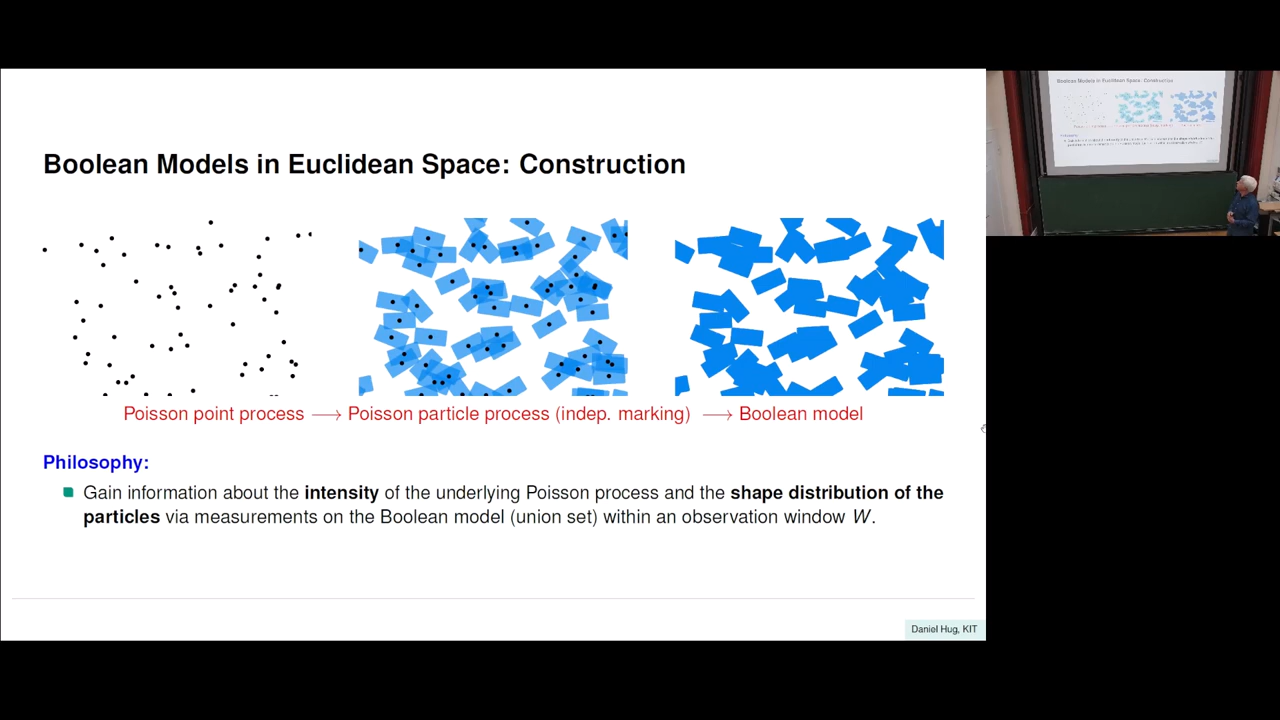 Boolean Models in Euclidean Space: Construction
Poisson point process ⟶ Poisson particle process (indep. marking) ⟶ Boolean model
Philosophy:
Gain information about the intensity of the underlying Poisson process and the shape distribution of the
particles via measurements on the Boolean model (union set) within an observation window W.
Daniel Hug, KIT
Boolean Models in Euclidean Space: Construction